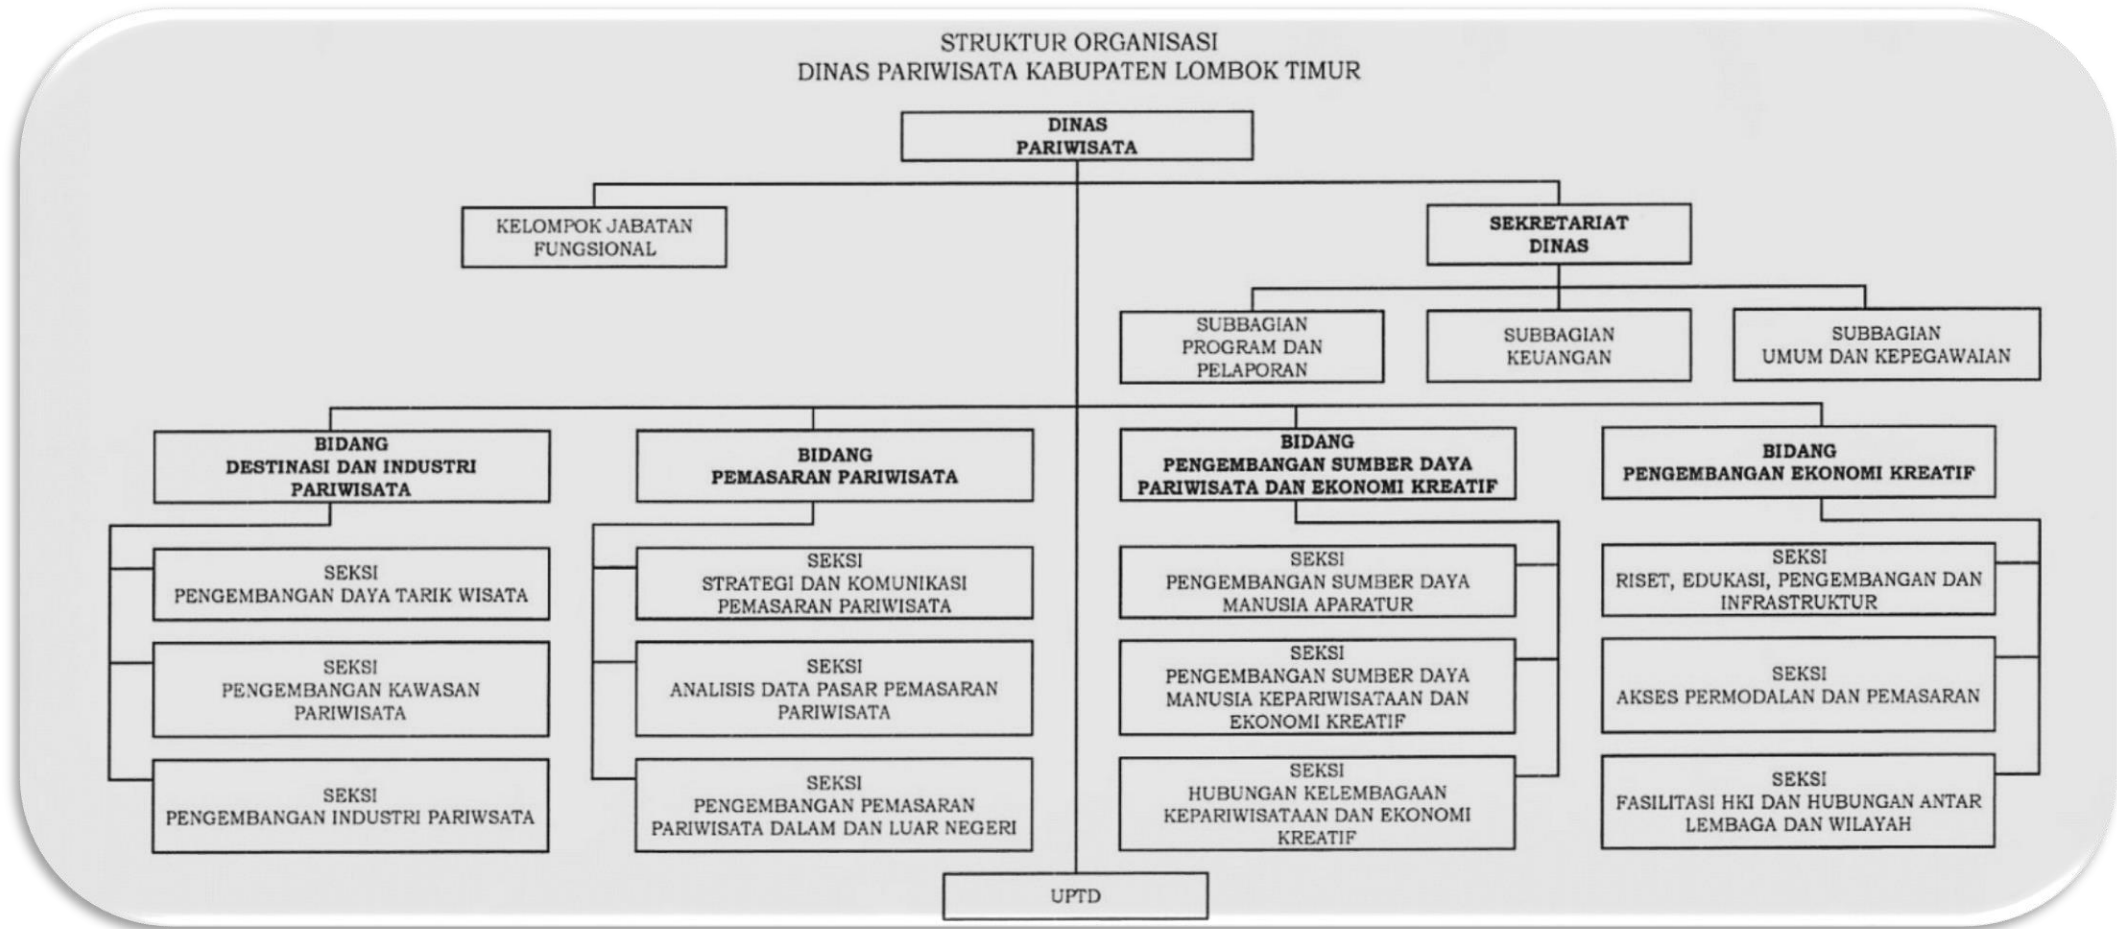 STRUKTUR ORGANISASI
DINAS PARIWISATA KABUPATEN LOMBOK TIMUR
DINAS
PARIWISATA
KELOMPOK JABATAN
FUNGSIONAL
SEKRETARIAT
DINAS
SUBBAGIAN
PROGRAM DAN
PELAPORAN
SUBBAGIAN
KEUANGAN
SUBBAGIAN
UMUM DAN KEPEGAWAIAN
BIDANG
DESTINASI DAN INDUSTRI
PARIWISATA
SEKSI
PENGEMBANGAN DAYA TARIK WISATA
SEKSI
PENGEMBANGAN KAWASAN
PARIWISATA
SEKSI
PENGEMBANGAN INDUSTRI PARIWSATA
BIDANG
PEMASARAN PARIWISATA
SEKSI
STRATEGI DAN KOMUNIKASI
PEMASARAN PARIWISATA
SEKSI
ANALISIS DATA PASAR PEMASARAN
PARIWISATA
SEKSI
PENGEMBANGAN PEMASARAN
PARIWISATA DALAM DAN LUAR NEGERI
BIDANG
PENGEMBANGAN SUMBER DAYA
PARIWISATA DAN EKONOMI KREATIF
SEKSI
PENGEMBANGAN SUMBER DAYA
MANUSIA APARATUR
SEKSI
PENGEMBANGAN SUMBER DAYA
MANUSIA KEPARIWISATAAN DAN
EKONOMI KREATIF
SEKSI
HUBUNGAN KELEMBAGAAN
KEPARIWISATAAN DAN EKONOMI
KREATIF
BIDANG
PENGEMBANGAN EKONOMI KREATIF
SEKSI
RISET, EDUKASI, PENGEMBANGAN DAN
INFRASTRUKTUR
SEKSI
AKSES PERMODALAN DAN PEMASARAN
SEKSI
FASILITASI HKI DAN HUBUNGAN ANTAR
LEMBAGA DAN WILAYAH
UPTD